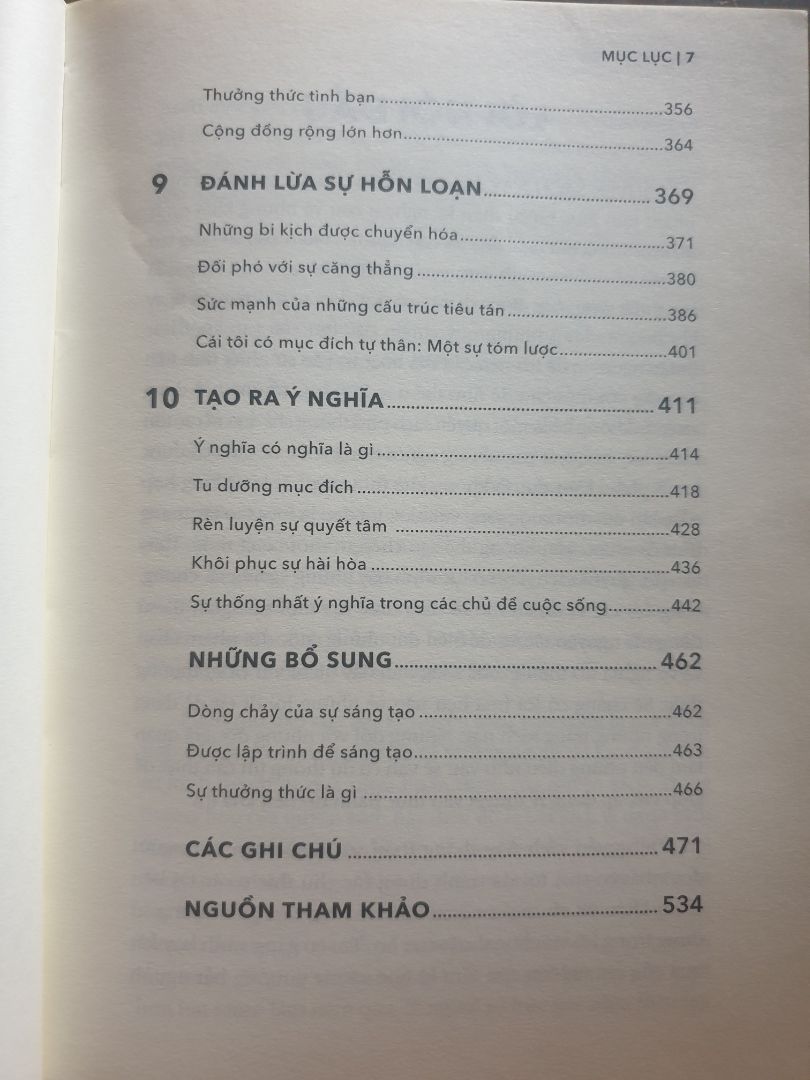 MỤC LỤC | 7
Thưởng thức tình bạn ........................................................356
Cộng đồng rộng lớn hơn....................................................364
9 ĐÁNH LỪA SỰ HỖN LOẠN.................................. 369
Những bi kịch được chuyển hóa.........................................371
Đối phó với sự căng thẳng ..................................................380
Sức mạnh của những cấu trúc tiêu tán ................................386
Cái tôi có mục đích tự thân: Một sự tóm lược......................401
10 TẠO RA Ý NGHĨA..................................................... 411
Ý nghĩa có nghĩa là gì ...........................................................414
Tu dưỡng mục đích ..............................................................418
Rèn luyện sự quyết tâm .......................................................428
Khôi phục sự hài hòa ............................................................436
Sự thống nhất ý nghĩa trong các chủ đề cuộc sống............442
NHỮNG BỔ SUNG.................................................... 462
Dòng chảy của sự sáng tạo ..................................................462
Được lập trình để sáng tạo...................................................463
Sự thưởng thức là gì .............................................................466
CÁC GHI CHÚ ............................................................. 471
NGUỒN THAM KHẢO............................................. 534